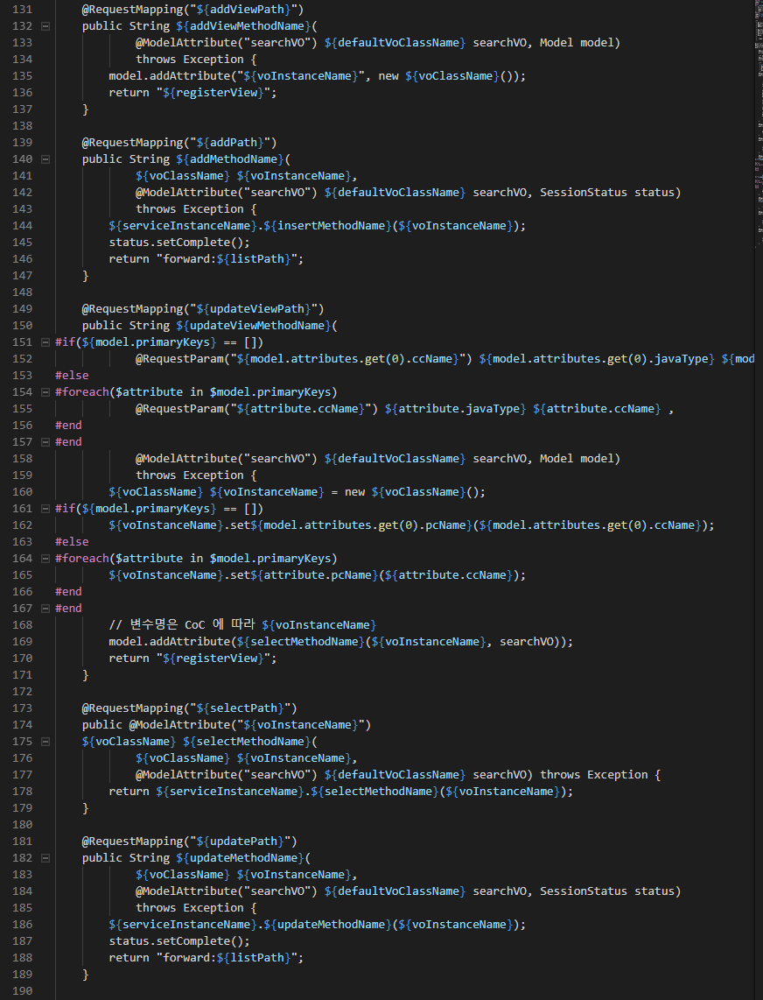 131 @RequestMapping("${addViewPath}")
132 public String ${addViewMethodName}(
133 @ModelAttribute("searchVO") ${defaultVoClassName} searchVO, Model model)
134 throws Exception {
135 model.addAttribute("${voInstanceName}", new ${voClassName}());
136 return "${registerView}";
137 }
138
139 @RequestMapping("${addPath}")
140 public String ${addMethodName}(
141 ${voClassName} ${voInstanceName},
142 @ModelAttribute("searchVO") ${defaultVoClassName} searchVO, SessionStatus status)
143 throws Exception {
144 ${serviceInstanceName}.${insertMethodName}(${voInstanceName});
145 status.setComplete();
146 return "forward:${listPath}";
147 }
148
149 @RequestMapping("${updateViewPath}")
150 public String ${updateViewMethodName}(
151 #if(${model.primaryKeys} == [])
152 @RequestParam("${model.attributes.get(0).ccName}") ${model.attributes.get(0).javaType} ${mod
153 #else
154 #foreach($attribute in $model.primaryKeys)
155 @RequestParam("${attribute.ccName}") ${attribute.javaType} ${attribute.ccName} ,
156 #end
157 #end
158 @ModelAttribute("searchVO") ${defaultVoClassName} searchVO, Model model)
159 throws Exception {
160 ${voClassName} ${voInstanceName} = new ${voClassName}();
161 #if(${model.primaryKeys} == [])
162 ${voInstanceName}.set${model.attributes.get(0).pcName}(${model.attributes.get(0).ccName});
163 #else
164 #foreach($attribute in $model.primaryKeys)
165 ${voInstanceName}.set${attribute.pcName}(${attribute.ccName});
166 #end
167 #end
168 // 변수명은 CoC 에 따라 ${voInstanceName}
169 model.addAttribute(${selectMethodName}(${voInstanceName}, searchVO));
170 return "${registerView}";
171 }
172
173 @RequestMapping("${selectPath}")
174 public @ModelAttribute("${voInstanceName}")
175 ${voClassName} ${selectMethodName}(
176 ${voClassName} ${voInstanceName},
177 @ModelAttribute("searchVO") ${defaultVoClassName} searchVO) throws Exception {
178 return ${serviceInstanceName}.${selectMethodName}(${voInstanceName});
179 }
180
181 @RequestMapping("${updatePath}")
182 public String ${updateMethodName}(
183 ${voClassName} ${voInstanceName},
184 @ModelAttribute("searchVO") ${defaultVoClassName} searchVO, SessionStatus status)
185 throws Exception {
186 ${serviceInstanceName}.${updateMethodName}(${voInstanceName});
187 status.setComplete();
188 return "forward:${listPath}";
189 }
190